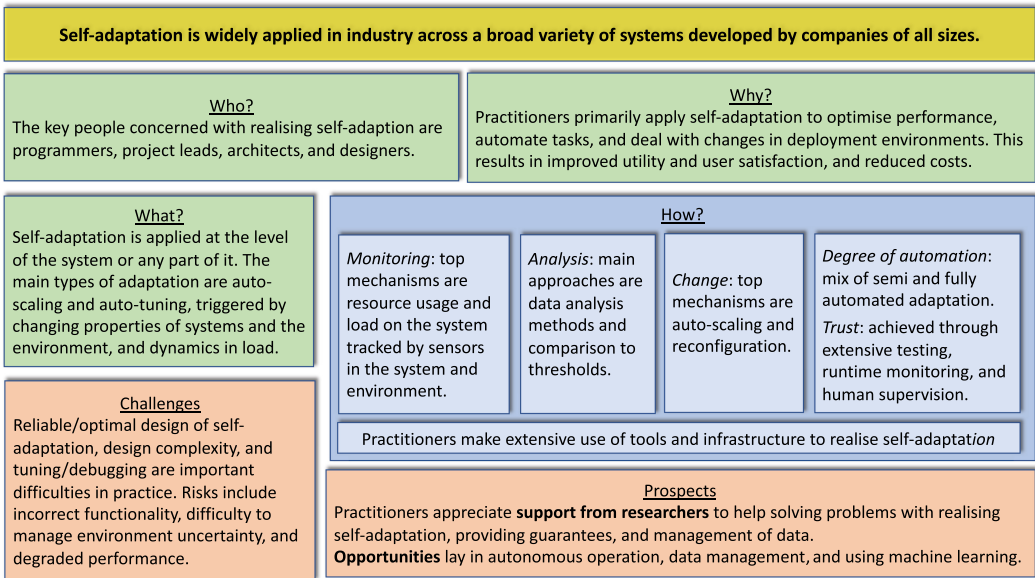 Self-adaptation is widely applied in industry across a broad variety of systems developed by companies of all sizes.
Who?
The key people concerned with realising self-adaption are
programmers, project leads, architects, and designers.
Why?
Practitioners primarily apply self-adaptation to optimise performance,
automate tasks, and deal with changes in deployment environments. This
results in improved utility and user satisfaction, and reduced costs.
What?
Self-adaptation is applied at the level
of the system or any part of it. The
main types of adaptation are auto-
scaling and auto-tuning, triggered by
changing properties of systems and the
environment, and dynamics in load.
How?
Monitoring: top
mechanisms are
resource usage and
load on the system
tracked by sensors
in the system and
environment.
Analysis: main
approaches are
data analysis
methods and
comparison to
thresholds.
Change: top
mechanisms are
auto-scaling and
reconfiguration.
Degree of automation:
mix of semi and fully
automated adaptation.
Trust: achieved through
extensive testing,
runtime monitoring, and
human supervision.
Practitioners make extensive use of tools and infrastructure to realise self-adaptation
Challenges
Reliable/optimal design of self-
adaptation, design complexity, and
tuning/debugging are important
difficulties in practice. Risks include
incorrect functionality, difficulty to
manage environment uncertainty, and
degraded performance.
Prospects
Practitioners appreciate support from researchers to help solving problems with realising
self-adaptation, providing guarantees, and management of data.
Opportunities lay in autonomous operation, data management, and using machine learning.